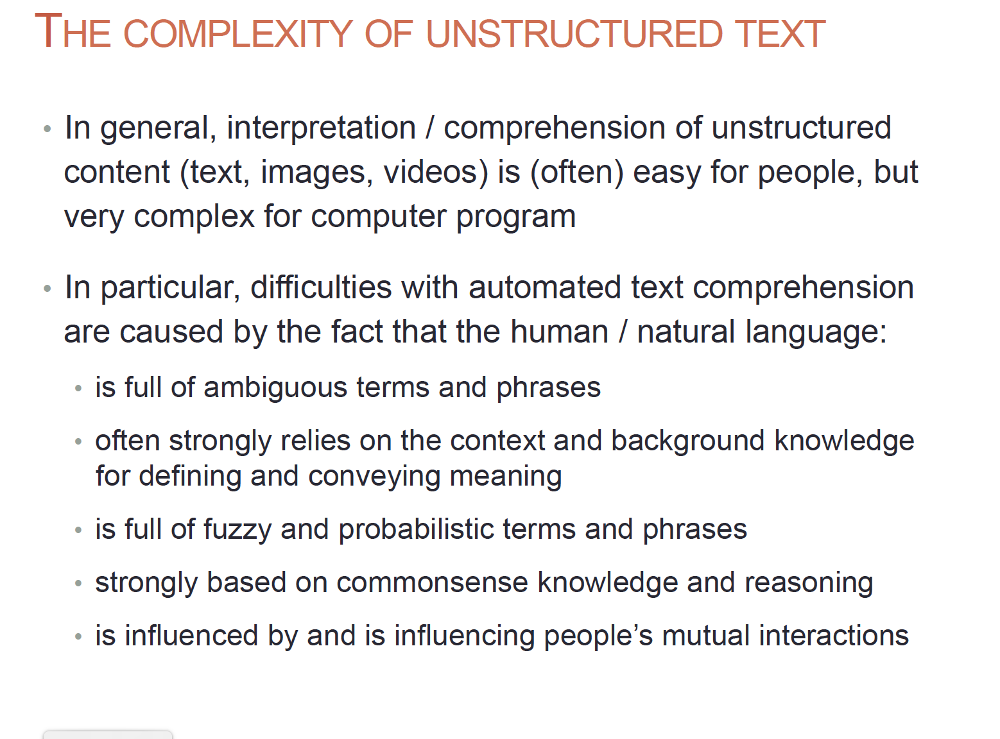 THE COMPLEXITY OF UNSTRUCTURED TEXT
• In general, interpretation / comprehension of unstructured
content (text, images, videos) is (often) easy for people, but
very complex for computer program
• In particular, difficulties with automated text comprehension
are caused by the fact that the human / natural language:
• is full of ambiguous terms and phrases
• often strongly relies on the context and background knowledge
for defining and conveying meaning
• is full of fuzzy and probabilistic terms and phrases
• strongly based on commonsense knowledge and reasoning
• is influenced by and is influencing people’s mutual interactions